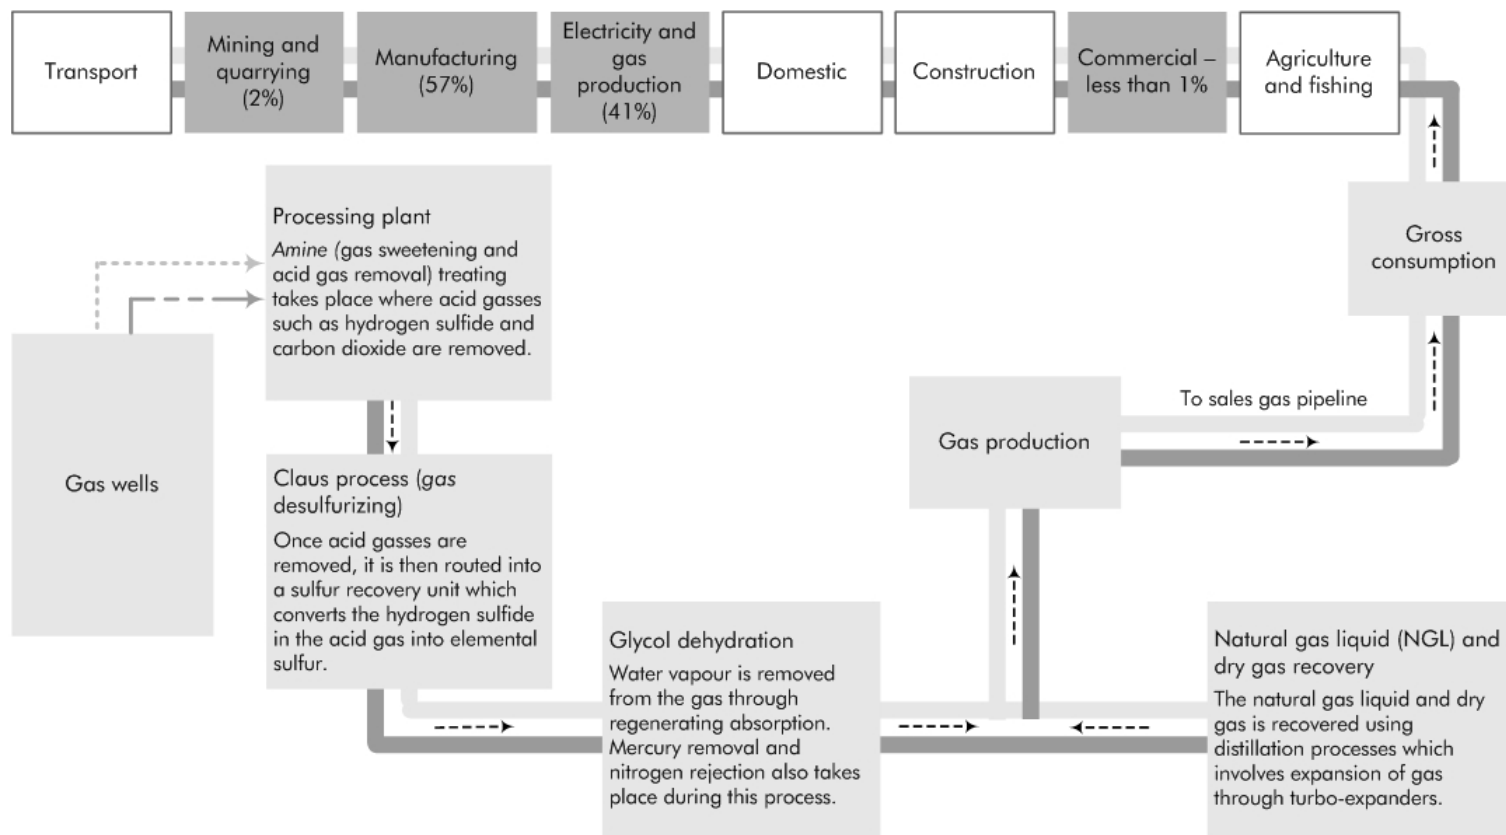 Transport
Mining and
quarrying
(2%)
Manufacturing
(57%)
Electricity and
gas
production
(41%)
Domestic
Construction
Commercial –
less than 1%
Agriculture
and fishing
Processing plant
Amine (gas sweetening and
acid gas removal) treating
takes place where acid gasses
such as hydrogen sulfide and
carbon dioxide are removed.
Gross
consumption
To sales gas pipeline
Gas production
Gas wells
Claus process (gas
desulfurizing)
Once acid gasses are
removed, it is then routed into
a sulfur recovery unit which
converts the hydrogen sulfide
in the acid gas into elemental
sulfur.
Glycol dehydration
Water vapour is removed
from the gas through
regenerating absorption.
Mercury removal and
nitrogen rejection also takes
place during this process.
Natural gas liquid (NGL) and
dry gas recovery
The natural gas liquid and dry
gas is recovered using
distillation processes which
involves expansion of gas
through turbo-expanders.